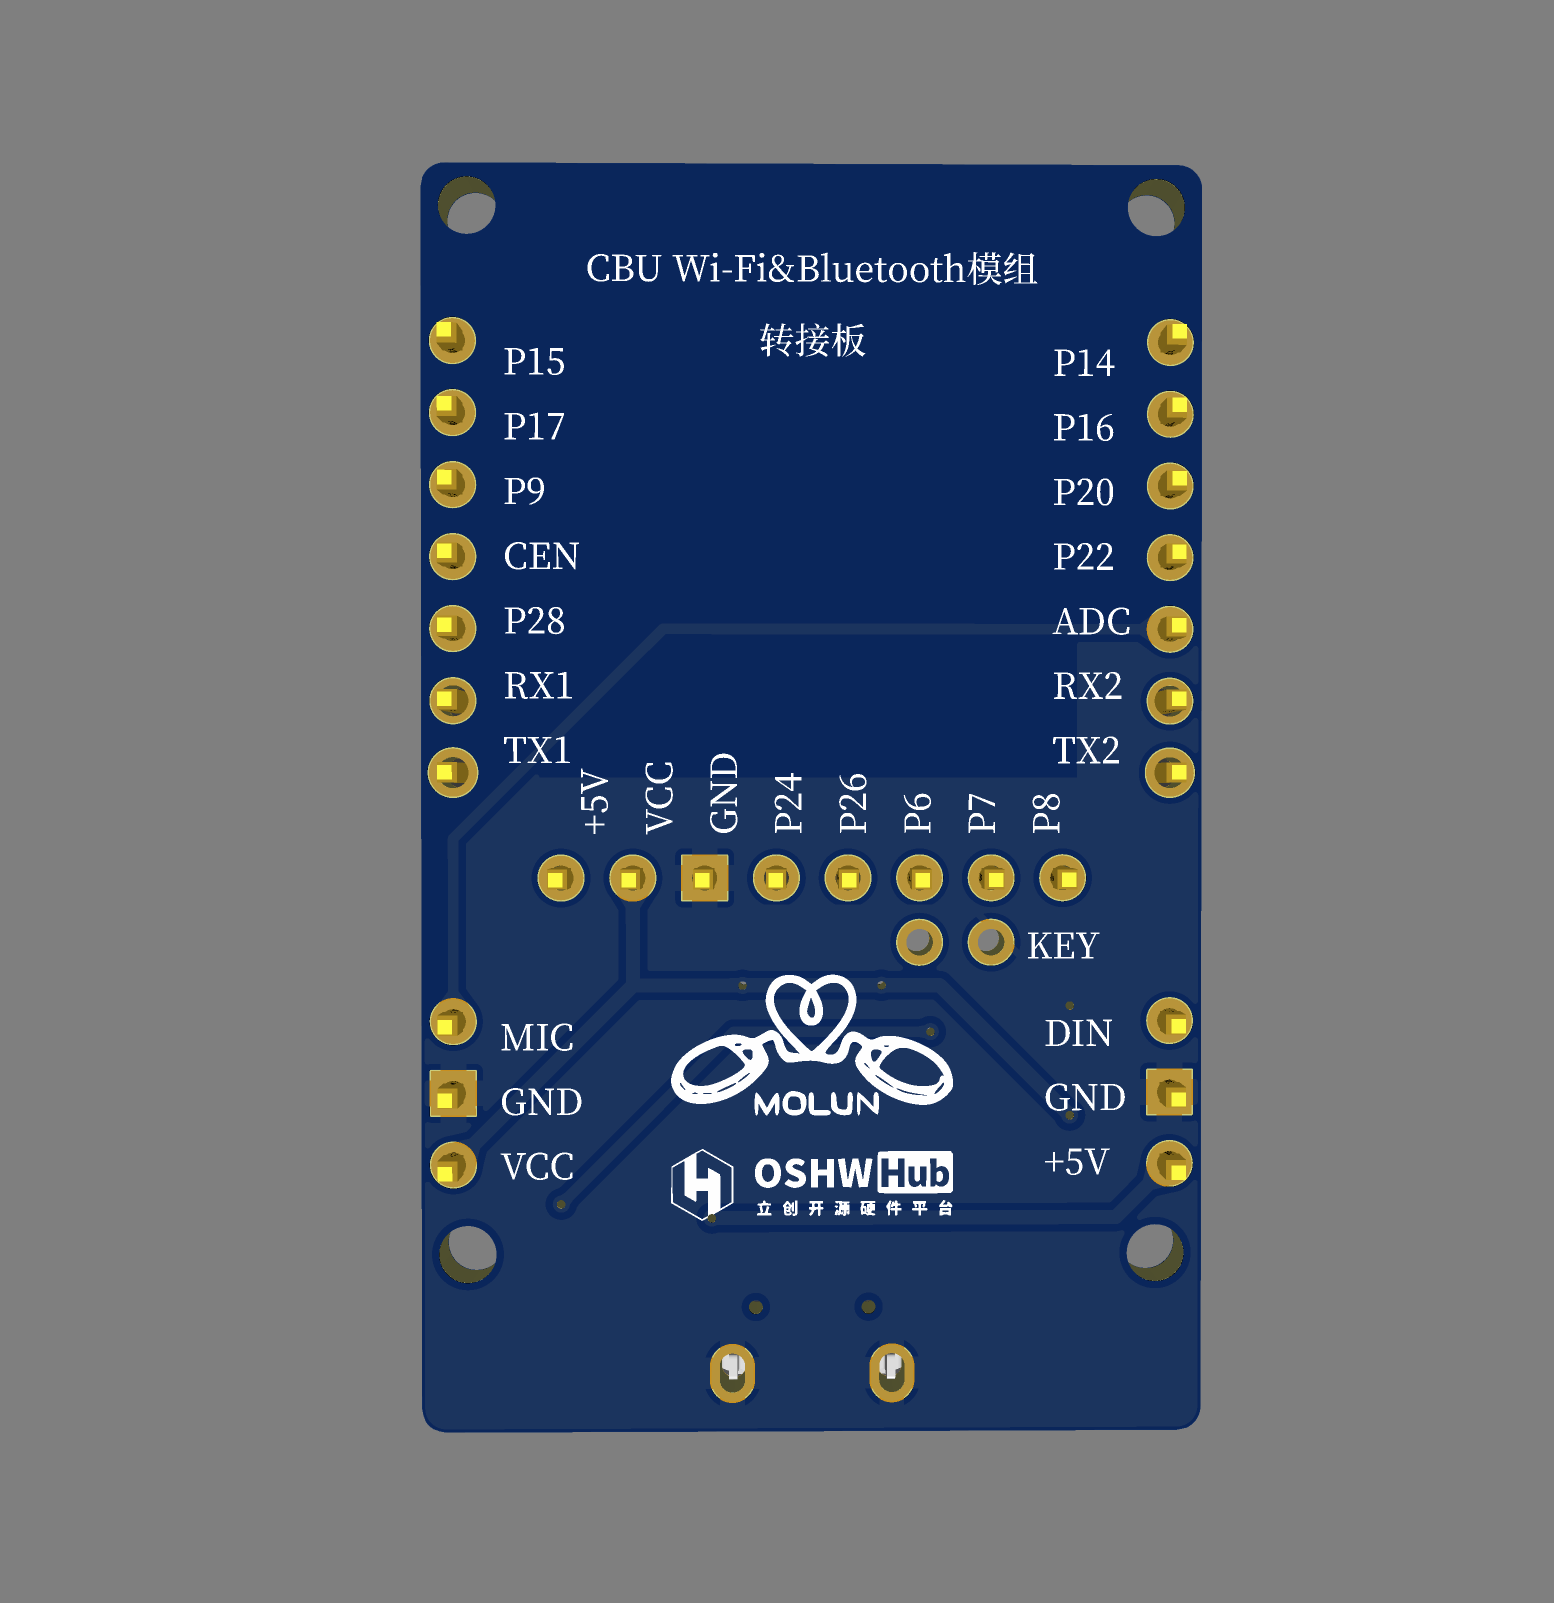 CBU Wi-Fi&Bluetooth模组
转接板
P15
P14
P17
P16
P9
P20
CEN
P22
P28
ADC
RX1
RX2
TX1
TX2
+5V
VCC
GND
P24
P26
P6
P7
P8
KEY
MIC
DIN
GND
GND
VCC
+5V
MOLUN
OSHWHub
立创开源硬件平台